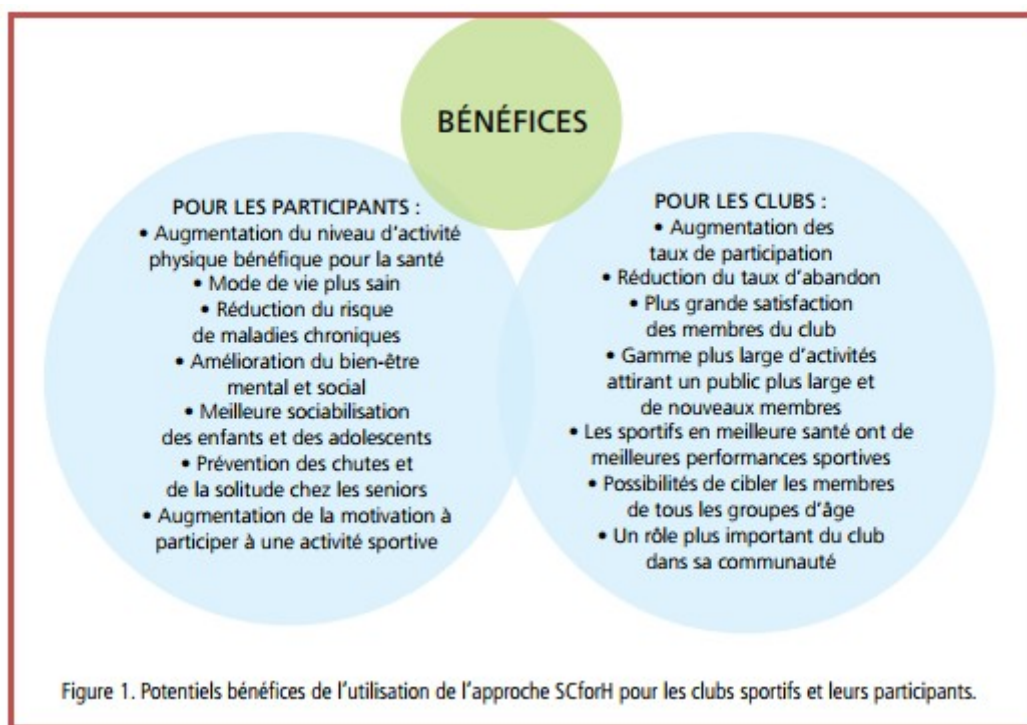 BÉNÉFICES
POUR LES PARTICIPANTS :
• Augmentation du niveau d'activité
physique bénéfique pour la santé
• Mode de vie plus sain
• Réduction du risque
de maladies chroniques
• Amélioration du bien-être
mental et social
• Meilleure sociabilisation
des enfants et des adolescents
• Prévention des chutes et
de la solitude chez les seniors
• Augmentation de la motivation à
participer à une activité sportive
POUR LES CLUBS :
• Augmentation des
taux de participation
• Réduction du taux d'abandon
• Plus grande satisfaction
des membres du club
• Gamme plus large d'activités
attirant un public plus large et
de nouveaux membres
• Les sportifs en meilleure santé ont de
meilleures performances sportives
• Possibilités de cibler les membres
de tous les groupes d'âge
• Un rôle plus important du club
dans sa communauté
Figure 1. Potentiels bénéfices de l'utilisation de l'approche SCforH pour les clubs sportifs et leurs participants.